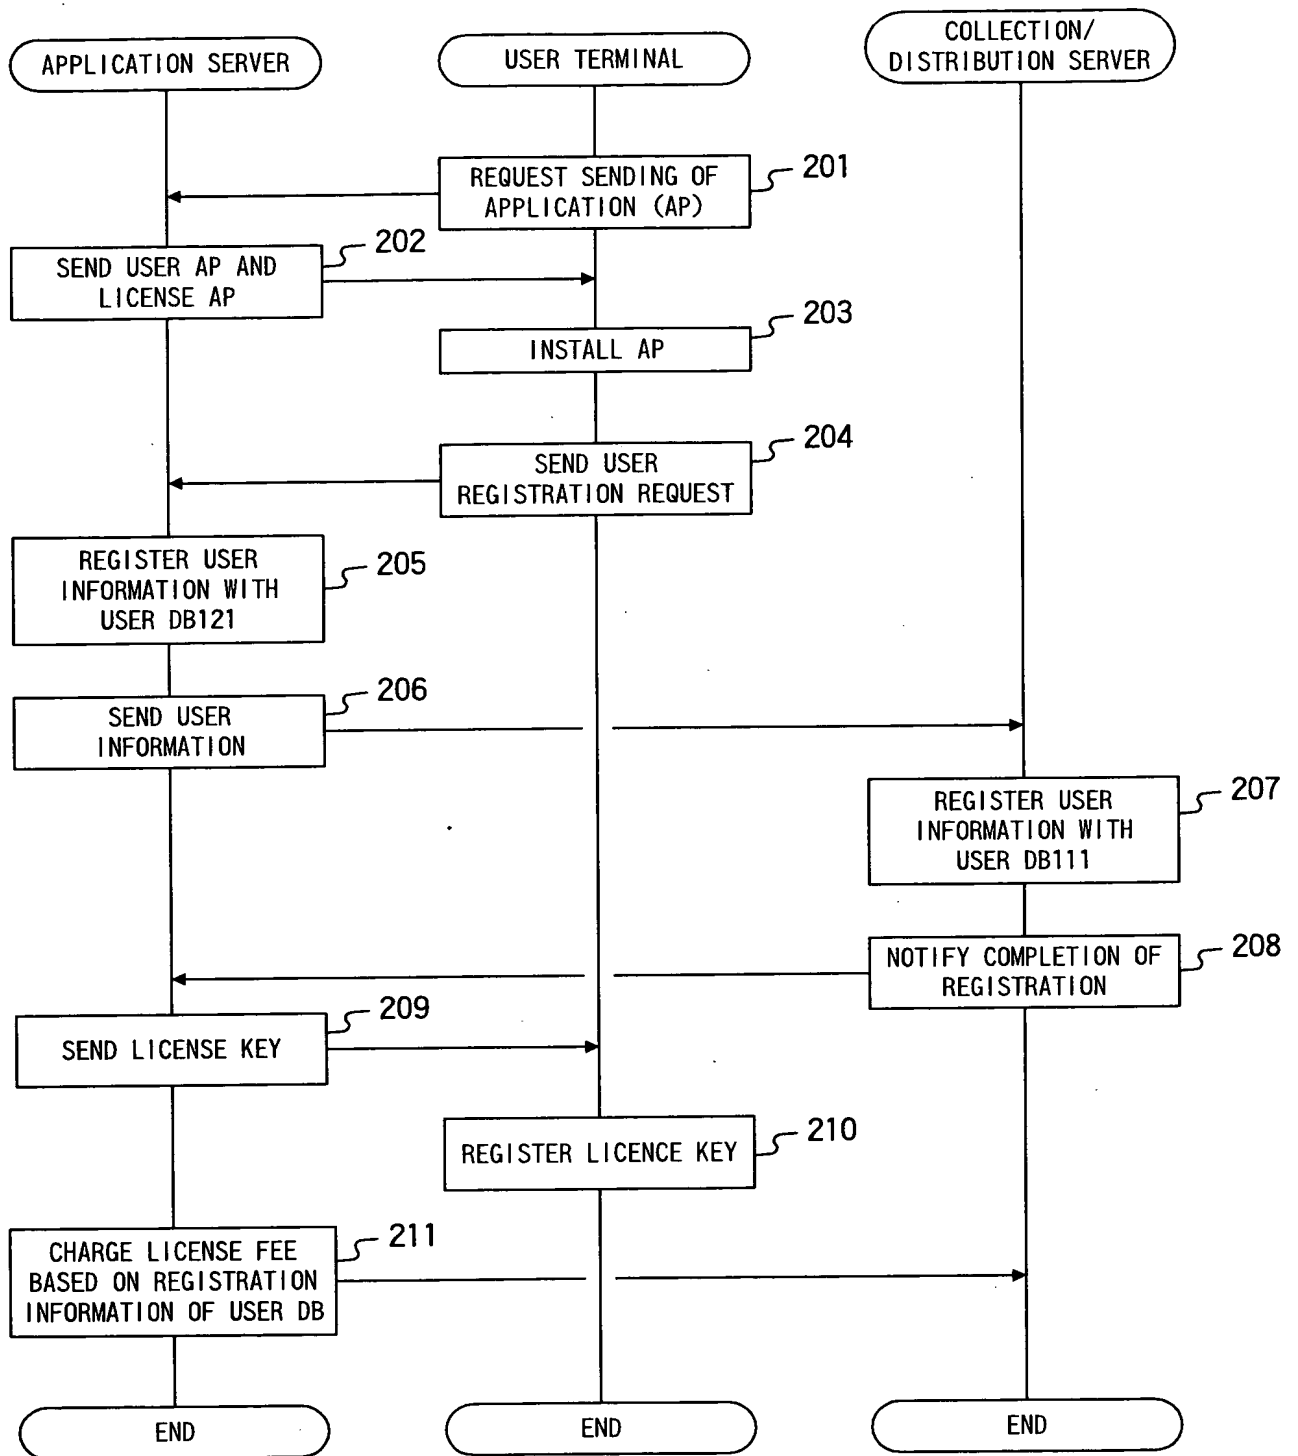 APPLICATION SERVER
USER TERMINAL
COLLECTION/
DISTRIBUTION SERVER
REQUEST SENDING OF
APPLICATION (AP)
201
SEND USER AP AND
LICENSE AP
202
INSTALL AP
203
SEND USER
REGISTRATION REQUEST
204
REGISTER USER
INFORMATION WITH
USER DB121
205
SEND USER
INFORMATION
206
REGISTER USER
INFORMATION WITH
USER DB111
207
NOTIFY COMPLETION OF
REGISTRATION
208
SEND LICENSE KEY
209
REGISTER LICENCE KEY
210
CHARGE LICENSE FEE
BASED ON REGISTRATION
INFORMATION OF USER DB
211
END
END
END